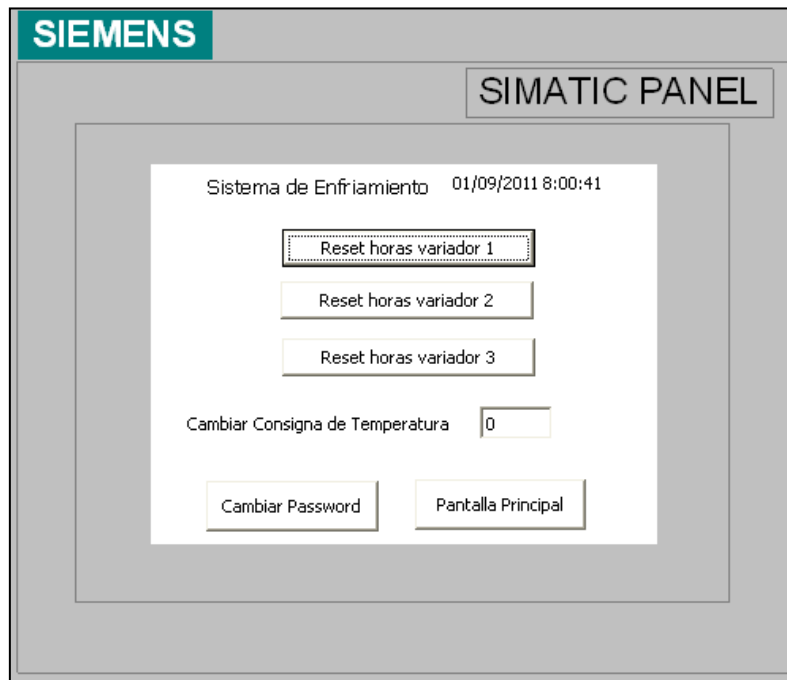 SIEMENS
SIMATIC PANEL
Sistema de Enfriamiento 01/09/2011 8:00:41
Reset horas variador 1
Reset horas variador 2
Reset horas variador 3
Cambiar Consigna de Temperatura 0
Cambiar Password Pantalla Principal